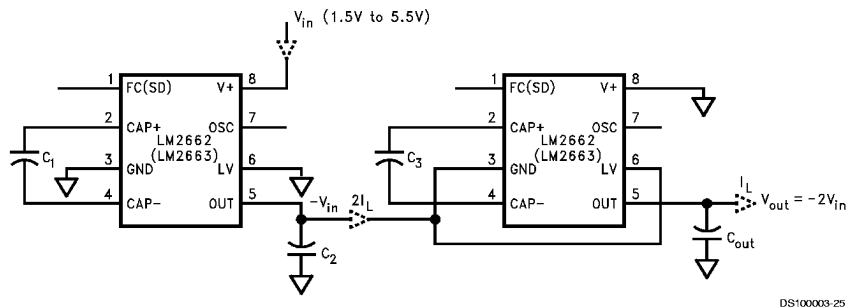 V_in (1.5V to 5.5V)
1 FC(SD) V+ 8
2 CAP+ OSC 7
LM2662
(LM2663)
3 GND LV 6
4 CAP- OUT 5
C_1
-V_in 2I_L
C_2
1 FC(SD) V+ 8
2 CAP+ OSC 7
LM2662
(LM2663)
3 GND LV 6
4 CAP- OUT 5
C_3
I_L V_out = -2V_in
C_out
DS100003-25